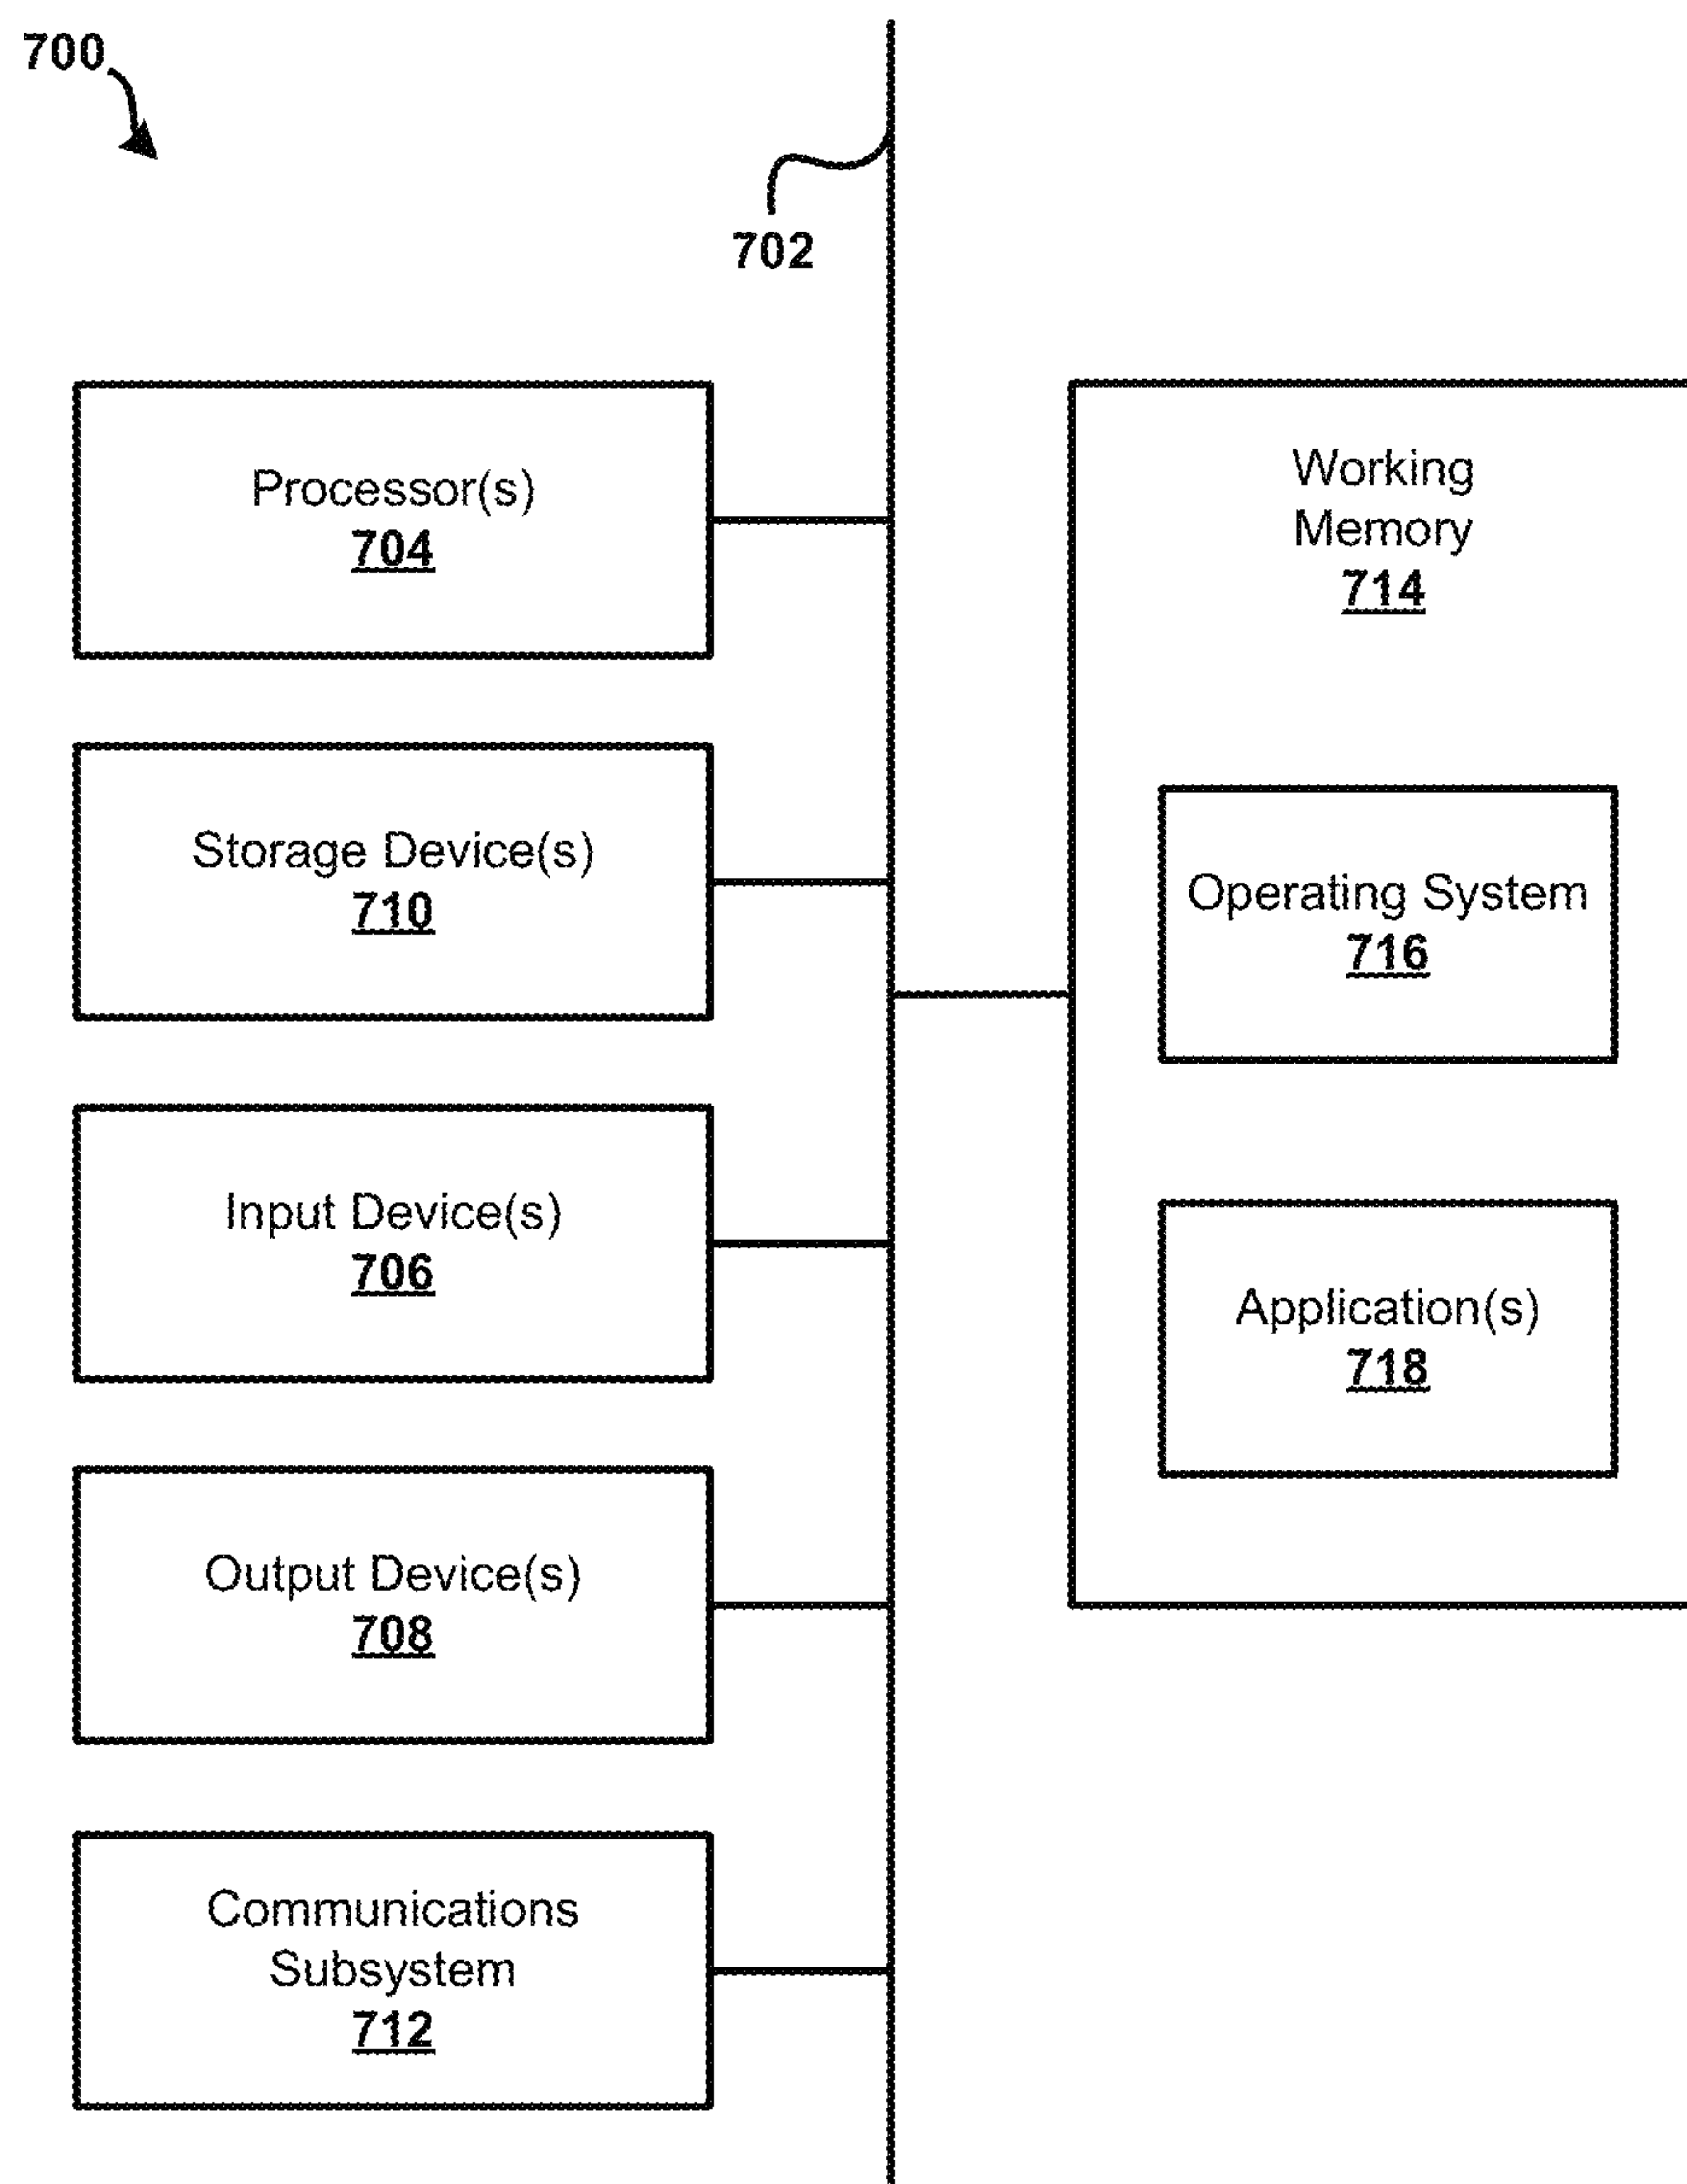 700
702
Processor(s)
704
Storage Device(s)
710
Input Device(s)
706
Output Device(s)
708
Communications
Subsystem
712
Working
Memory
714
Operating System
716
Application(s)
718